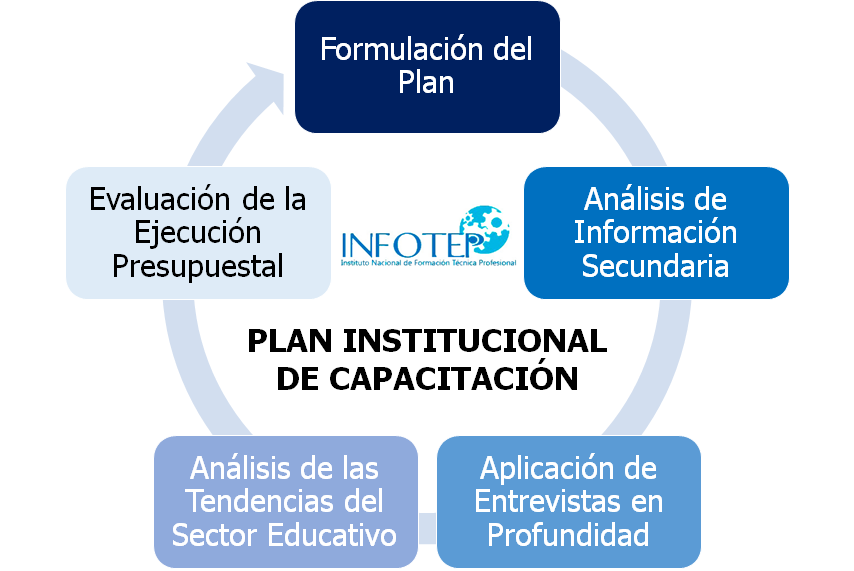 Formulación del
Plan
Análisis de
Información
Secundaria
Aplicación de
Entrevistas en
Profundidad
Análisis de las
Tendencias del
Sector Educativo
Evaluación de la
Ejecución
Presupuestal
INFOTEP
Instituto Nacional de Formación Técnica Profesional
PLAN INSTITUCIONAL
DE CAPACITACIÓN